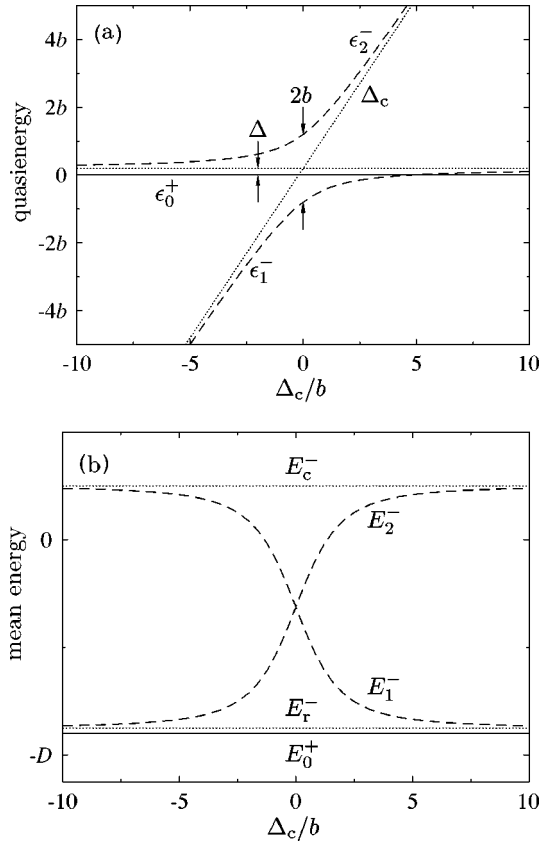 (a)
4b
2b
0
-2b
-4b
quasienergy
ϵ₂⁻
2b
Δc
Δ
ϵ₀⁺
ϵ₁⁻
-10 -5 0 5 10
Δc/b
(b)
0
-D
mean energy
Ec⁻
E₂⁻
E₁⁻
Er⁻
E₀⁺
-10 -5 0 5 10
Δc/b